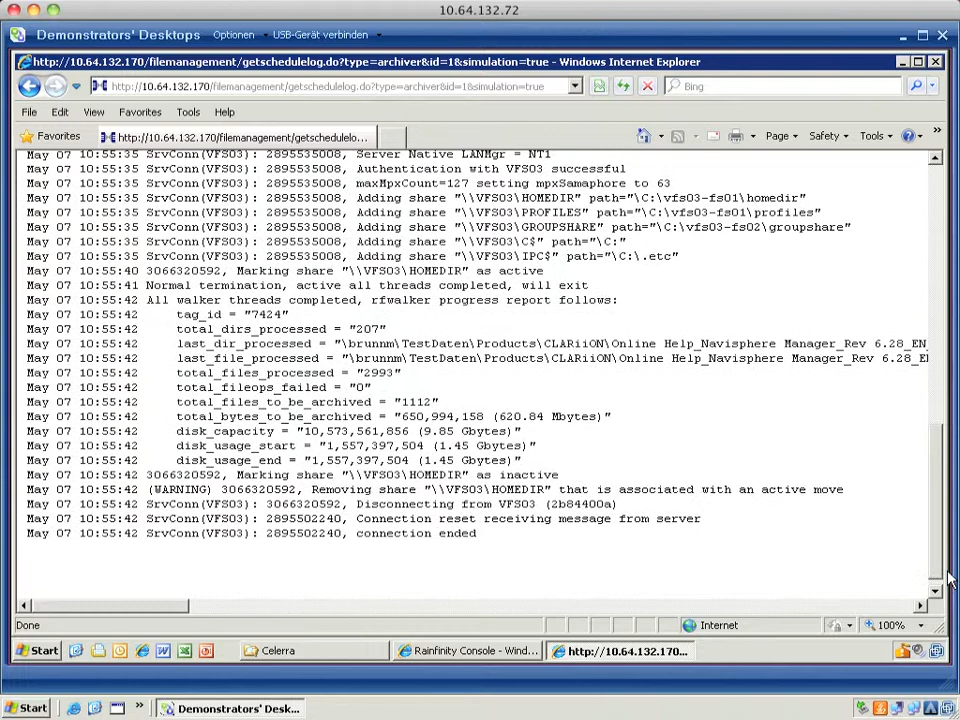 10.64.132.72
Demonstrators' Desktops Optionen USB-Gerät verbinden
http://10.64.132.170/filemanagement/getschedulelog.do?type=archiver&id=1&simulation=true - Windows Internet Explorer
http://10.64.132.170/filemanagement/getschedulelog.do?type=archiver&id=1&simulation=true Bing
File Edit View Favorites Tools Help
Favorites http://10.64.132.170/filemanagement/getschedulelo... Page Safety Tools »
May 07 10:55:35 SrvConn(VFS03): 2895535008, Server Native LANMgr = NT1
May 07 10:55:35 SrvConn(VFS03): 2895535008, Authentication with VFS03 successful
May 07 10:55:35 SrvConn(VFS03): 2895535008, maxMpxCount=127 setting mpxSamaphore to 63
May 07 10:55:35 SrvConn(VFS03): 2895535008, Adding share "\\VFS03\HOMEDIR" path="\C:\vfs03-fs01\homedir"
May 07 10:55:35 SrvConn(VFS03): 2895535008, Adding share "\\VFS03\PROFILES" path="\C:\vfs03-fs01\profiles"
May 07 10:55:35 SrvConn(VFS03): 2895535008, Adding share "\\VFS03\GROUPSHARE" path="\C:\vfs03-fs02\groupshare"
May 07 10:55:35 SrvConn(VFS03): 2895535008, Adding share "\\VFS03\C$" path="\C:"
May 07 10:55:35 SrvConn(VFS03): 2895535008, Adding share "\\VFS03\IPC$" path="\C:\.etc"
May 07 10:55:40 3066320592, Marking share "\\VFS03\HOMEDIR" as active
May 07 10:55:41 Normal termination, active all threads completed, will exit
May 07 10:55:42 All walker threads completed, rfwalker progress report follows:
May 07 10:55:42 tag_id = "7424"
May 07 10:55:42 total_dirs_processed = "207"
May 07 10:55:42 last_dir_processed = "\brunnm\TestDaten\Products\CLARiiON\Online Help_Navisphere Manager_Rev 6.28_EN_
May 07 10:55:42 last_file_processed = "\brunnm\TestDaten\Products\CLARiiON\Online Help_Navisphere Manager_Rev 6.28_E
May 07 10:55:42 total_files_processed = "2993"
May 07 10:55:42 total_fileops_failed = "0"
May 07 10:55:42 total_files_to_be_archived = "1112"
May 07 10:55:42 total_bytes_to_be_archived = "650,994,158 (620.84 Mbytes)"
May 07 10:55:42 disk_capacity = "10,573,561,856 (9.85 Gbytes)"
May 07 10:55:42 disk_usage_start = "1,557,397,504 (1.45 Gbytes)"
May 07 10:55:42 disk_usage_end = "1,557,397,504 (1.45 Gbytes)"
May 07 10:55:42 3066320592, Marking share "\\VFS03\HOMEDIR" as inactive
May 07 10:55:42 (WARNING) 3066320592, Removing share "\\VFS03\HOMEDIR" that is associated with an active move
May 07 10:55:42 SrvConn(VFS03): 3066320592, Disconnecting from VFS03 (2b84400a)
May 07 10:55:42 SrvConn(VFS03): 2895502240, Connection reset receiving message from server
May 07 10:55:42 SrvConn(VFS03): 2895502240, connection ended
Done Internet 100%
Start Celerra Rainfinity Console - Wind... http://10.64.132.170...
Start » Demonstrators' Desk...